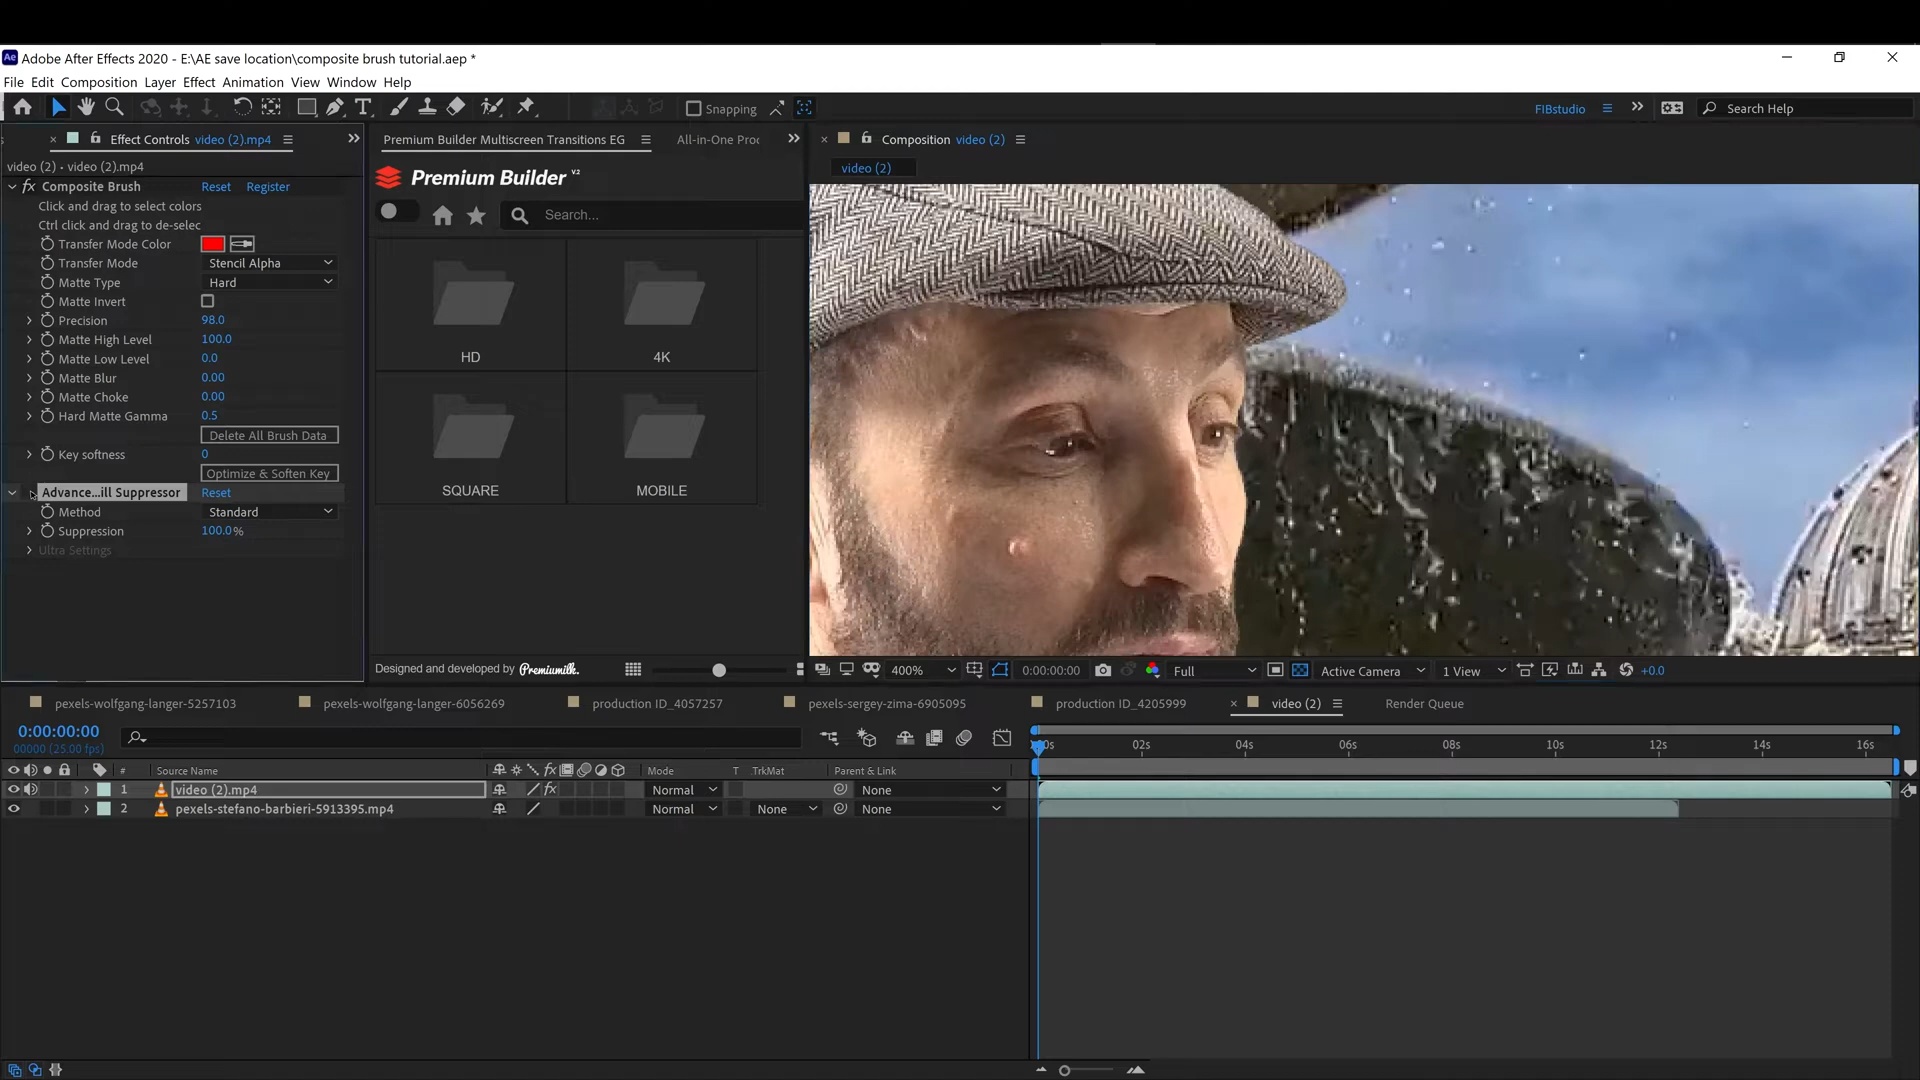 Adobe After Effects 2020 - E:\AE save location\composite brush tutorial.aep *
File Edit Composition Layer Effect Animation View Window Help
Snapping
FIBstudio
Search Help
Effect Controls video (2).mp4
Premium Builder Multiscreen Transitions EG
All-in-One Proc
Composition video (2)
video (2) • video (2).mp4
video (2)
Composite Brush Reset Register
Premium Builder V2
Click and drag to select colors
Search...
Ctrl click and drag to de-selec
Transfer Mode Color
Transfer Mode Stencil Alpha
Matte Type Hard
Matte Invert
Precision 98.0
Matte High Level 100.0
Matte Low Level 0.0
HD 4K
Matte Blur 0.00
Matte Choke 0.00
Hard Matte Gamma 0.5
Delete All Brush Data
Key softness 0
Optimize & Soften Key
Advance...ill Suppressor Reset
SQUARE MOBILE
Method Standard
Suppression 100.0%
Ultra Settings
Designed and developed by Premiumilk.
400% 0:00:00:00 Full Active Camera 1 View +0.0
pexels-wolfgang-langer-5257103 pexels-wolfgang-langer-6056269 production ID_4057257 pexels-sergey-zima-6905095 production ID_4205999 video (2) Render Queue
0:00:00:00
00000 (25.00 fps)
02s 04s 06s 08s 10s 12s 14s 16s
# Source Name Mode T TrkMat Parent & Link
1 video (2).mp4 Normal None
2 pexels-stefano-barbieri-5913395.mp4 Normal None None